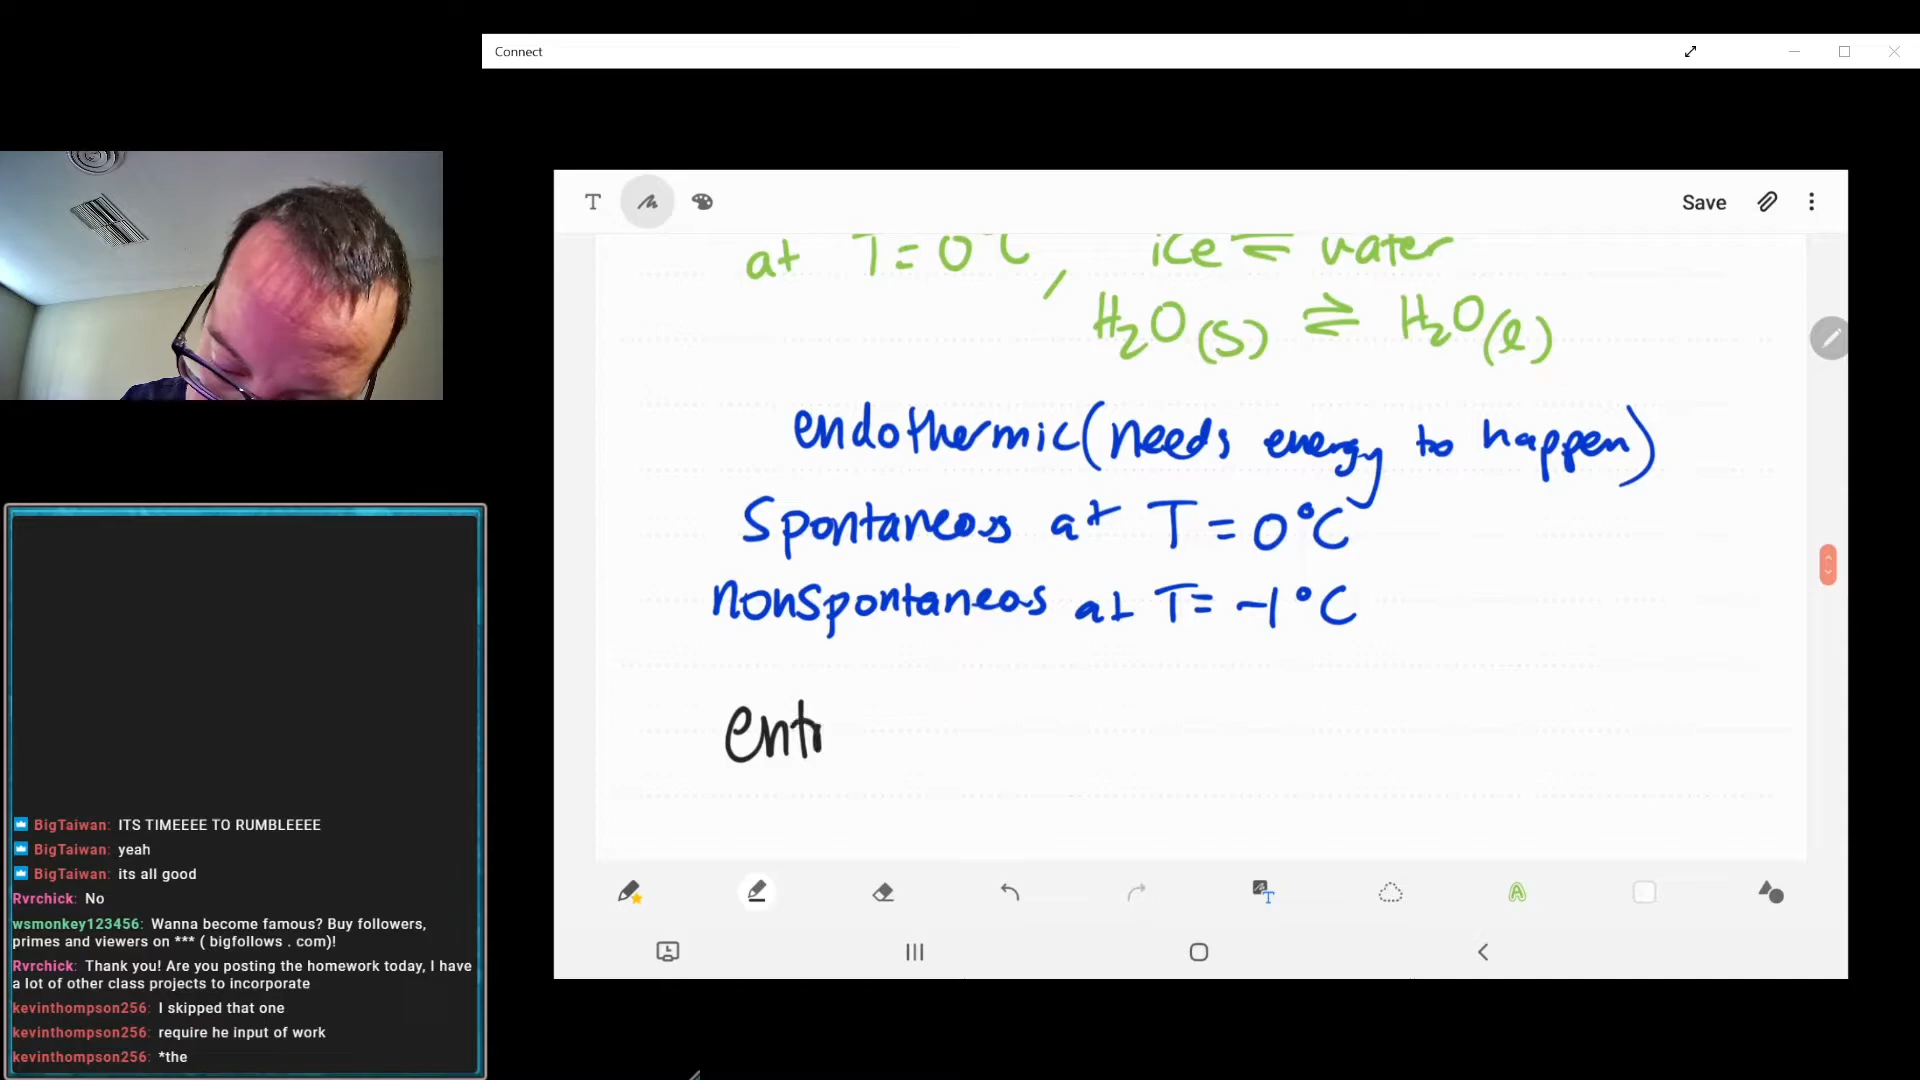 Connect
T
Save
at T = 0°C, ice ⇌ water
H₂O(s) ⇌ H₂O(l)
endothermic (needs energy to happen)
Spontaneos at T = 0°C
nonspontaneos at T = -1°C
entr
BigTaiwan: ITS TIMEEEE TO RUMBLEEEE
BigTaiwan: yeah
BigTaiwan: its all good
Rvrchick: No
wsmonkey123456: Wanna become famous? Buy followers,
primes and viewers on *** ( bigfollows . com)!
Rvrchick: Thank you! Are you posting the homework today, I have
a lot of other class projects to incorporate
kevinthompson256: I skipped that one
kevinthompson256: require he input of work
kevinthompson256: *the
T
A